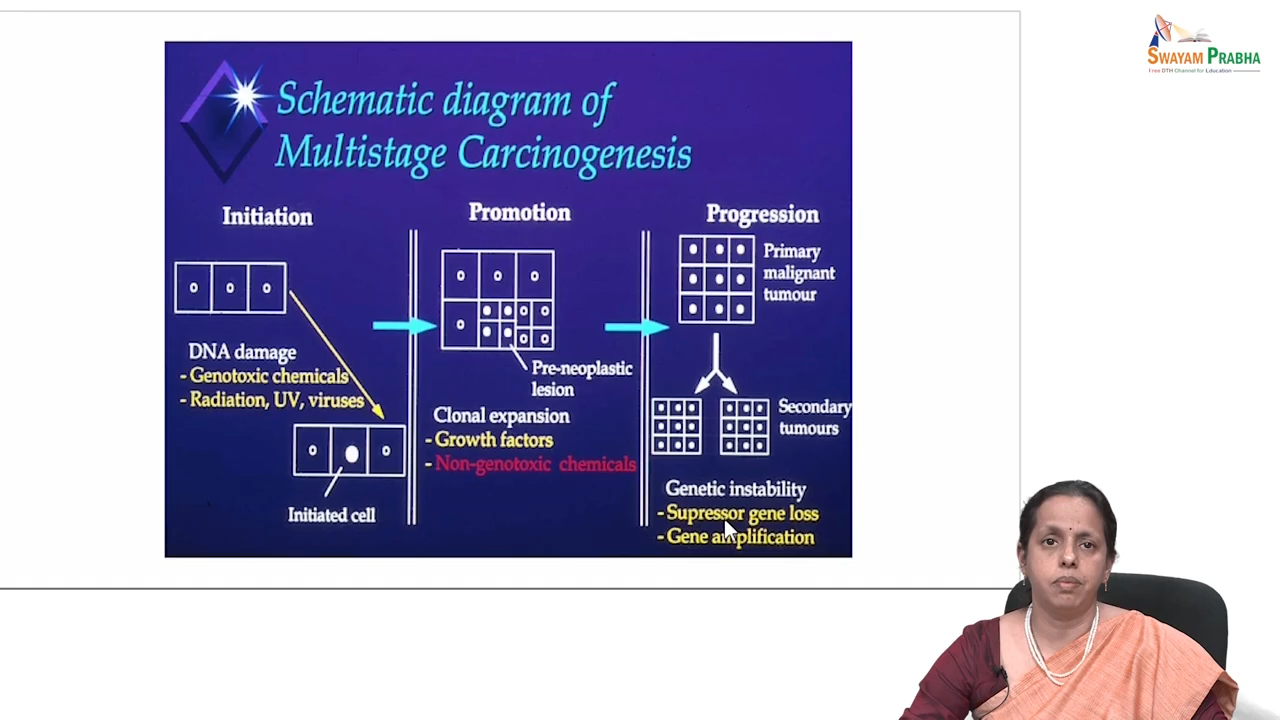 SWAYAM PRABHA
Free DTH Channel for Education
Schematic diagram of
Multistage Carcinogenesis
Initiation
DNA damage
- Genotoxic chemicals
- Radiation, UV, viruses
Initiated cell
Promotion
Pre-neoplastic
lesion
Clonal expansion
- Growth factors
- Non-genotoxic chemicals
Progression
Primary
malignant
tumour
Secondary
tumours
Genetic instability
- Supressor gene loss
- Gene amplification